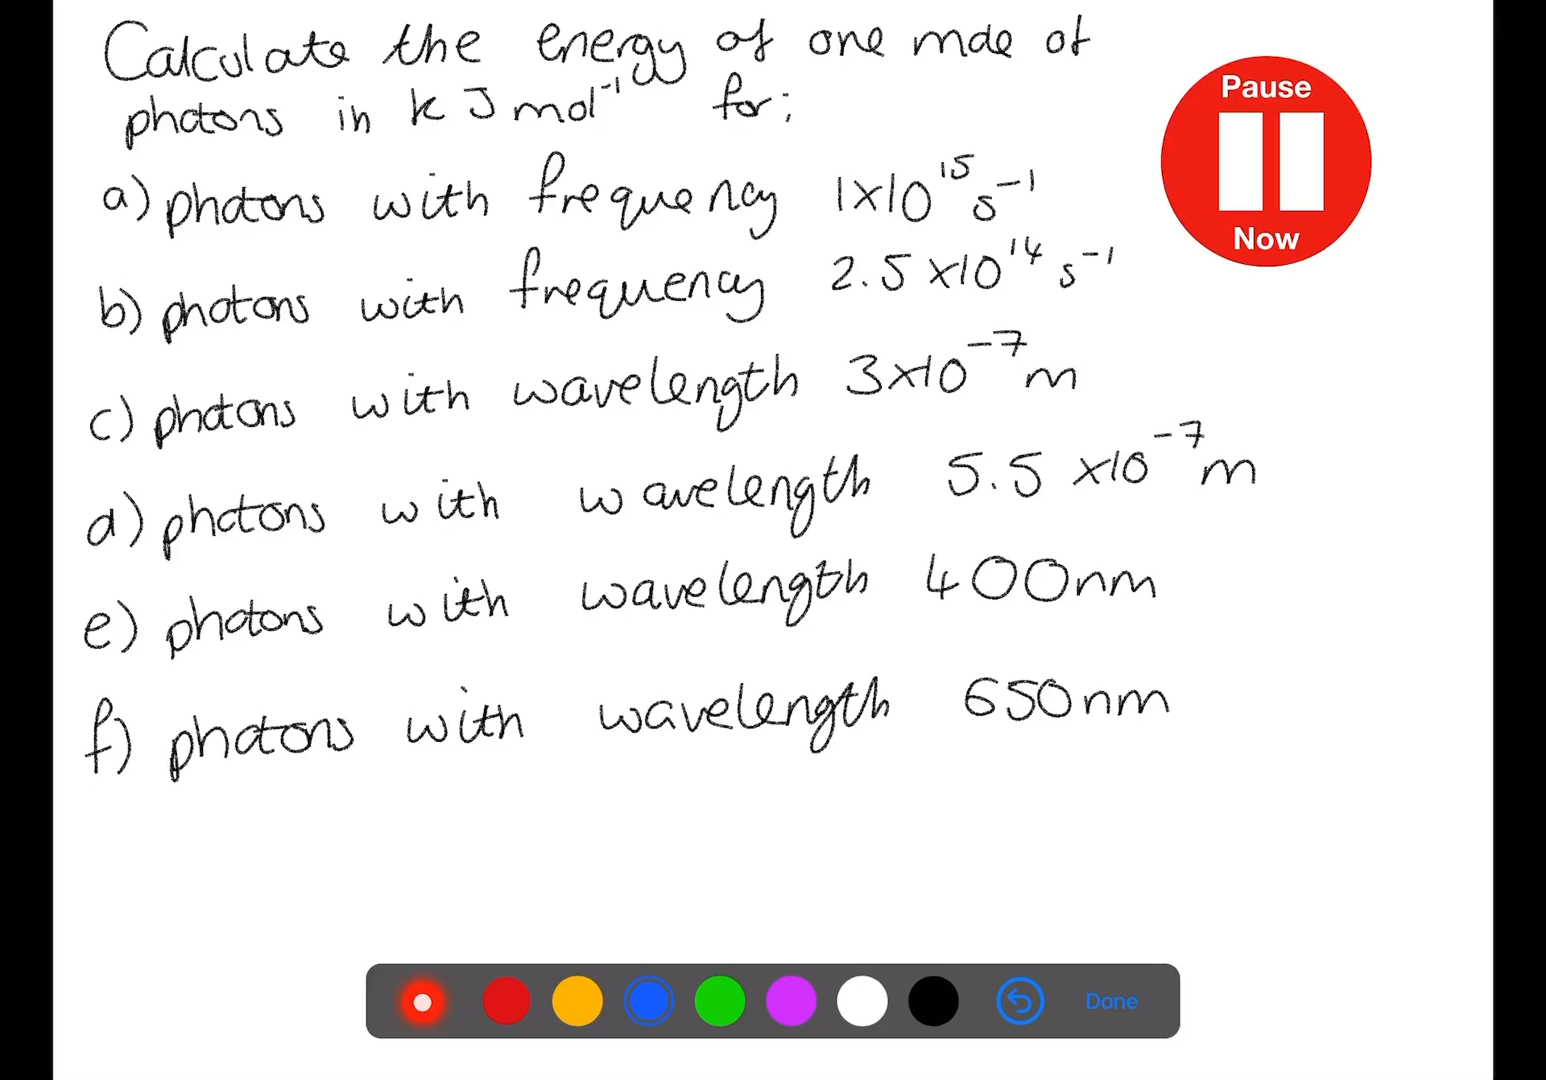 Calculate the energy of one mole of
photons in kJ mol⁻¹ for:
Pause
Now
a) photons with frequency 1×10¹⁵ s⁻¹
b) photons with frequency 2.5 ×10¹⁴ s⁻¹
c) photons with wavelength 3×10⁻⁷ m
d) photons with wavelength 5.5 ×10⁻⁷ m
e) photons with wavelength 400nm
f) photons with wavelength 650nm
Done